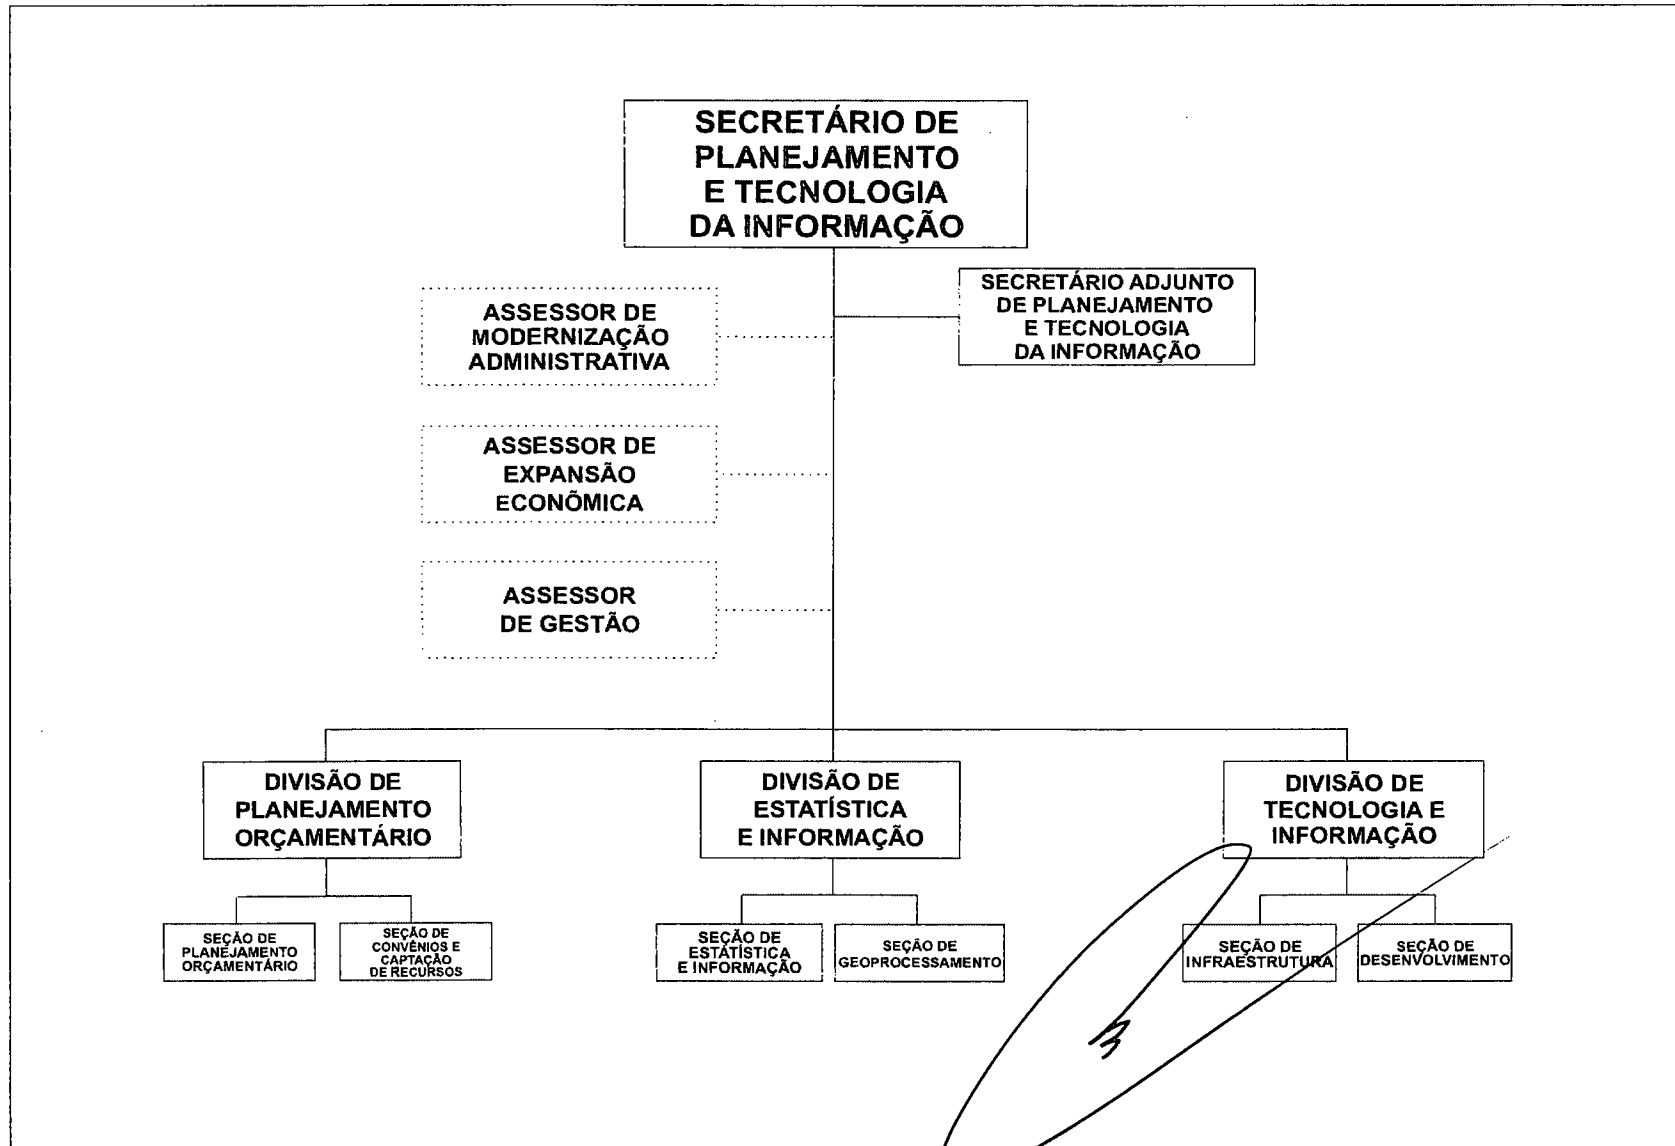 SECRETÁRIO DE
PLANEJAMENTO
E TECNOLOGIA
DA INFORMAÇÃO
SECRETÁRIO ADJUNTO
DE PLANEJAMENTO
E TECNOLOGIA
DA INFORMAÇÃO
ASSESSOR DE
MODERNIZAÇÃO
ADMINISTRATIVA
ASSESSOR DE
EXPANSÃO
ECONÔMICA
ASSESSOR
DE GESTÃO
DIVISÃO DE
PLANEJAMENTO
ORÇAMENTÁRIO
DIVISÃO DE
ESTATÍSTICA
E INFORMAÇÃO
DIVISÃO DE
TECNOLOGIA E
INFORMAÇÃO
SEÇÃO DE
PLANEJAMENTO
ORÇAMENTÁRIO
SEÇÃO DE
CONVÊNIOS E
CAPTAÇÃO
DE RECURSOS
SEÇÃO DE
ESTATÍSTICA
E INFORMAÇÃO
SEÇÃO DE
GEOPROCESSAMENTO
SEÇÃO DE
INFRAESTRUTURA
SEÇÃO DE
DESENVOLVIMENTO